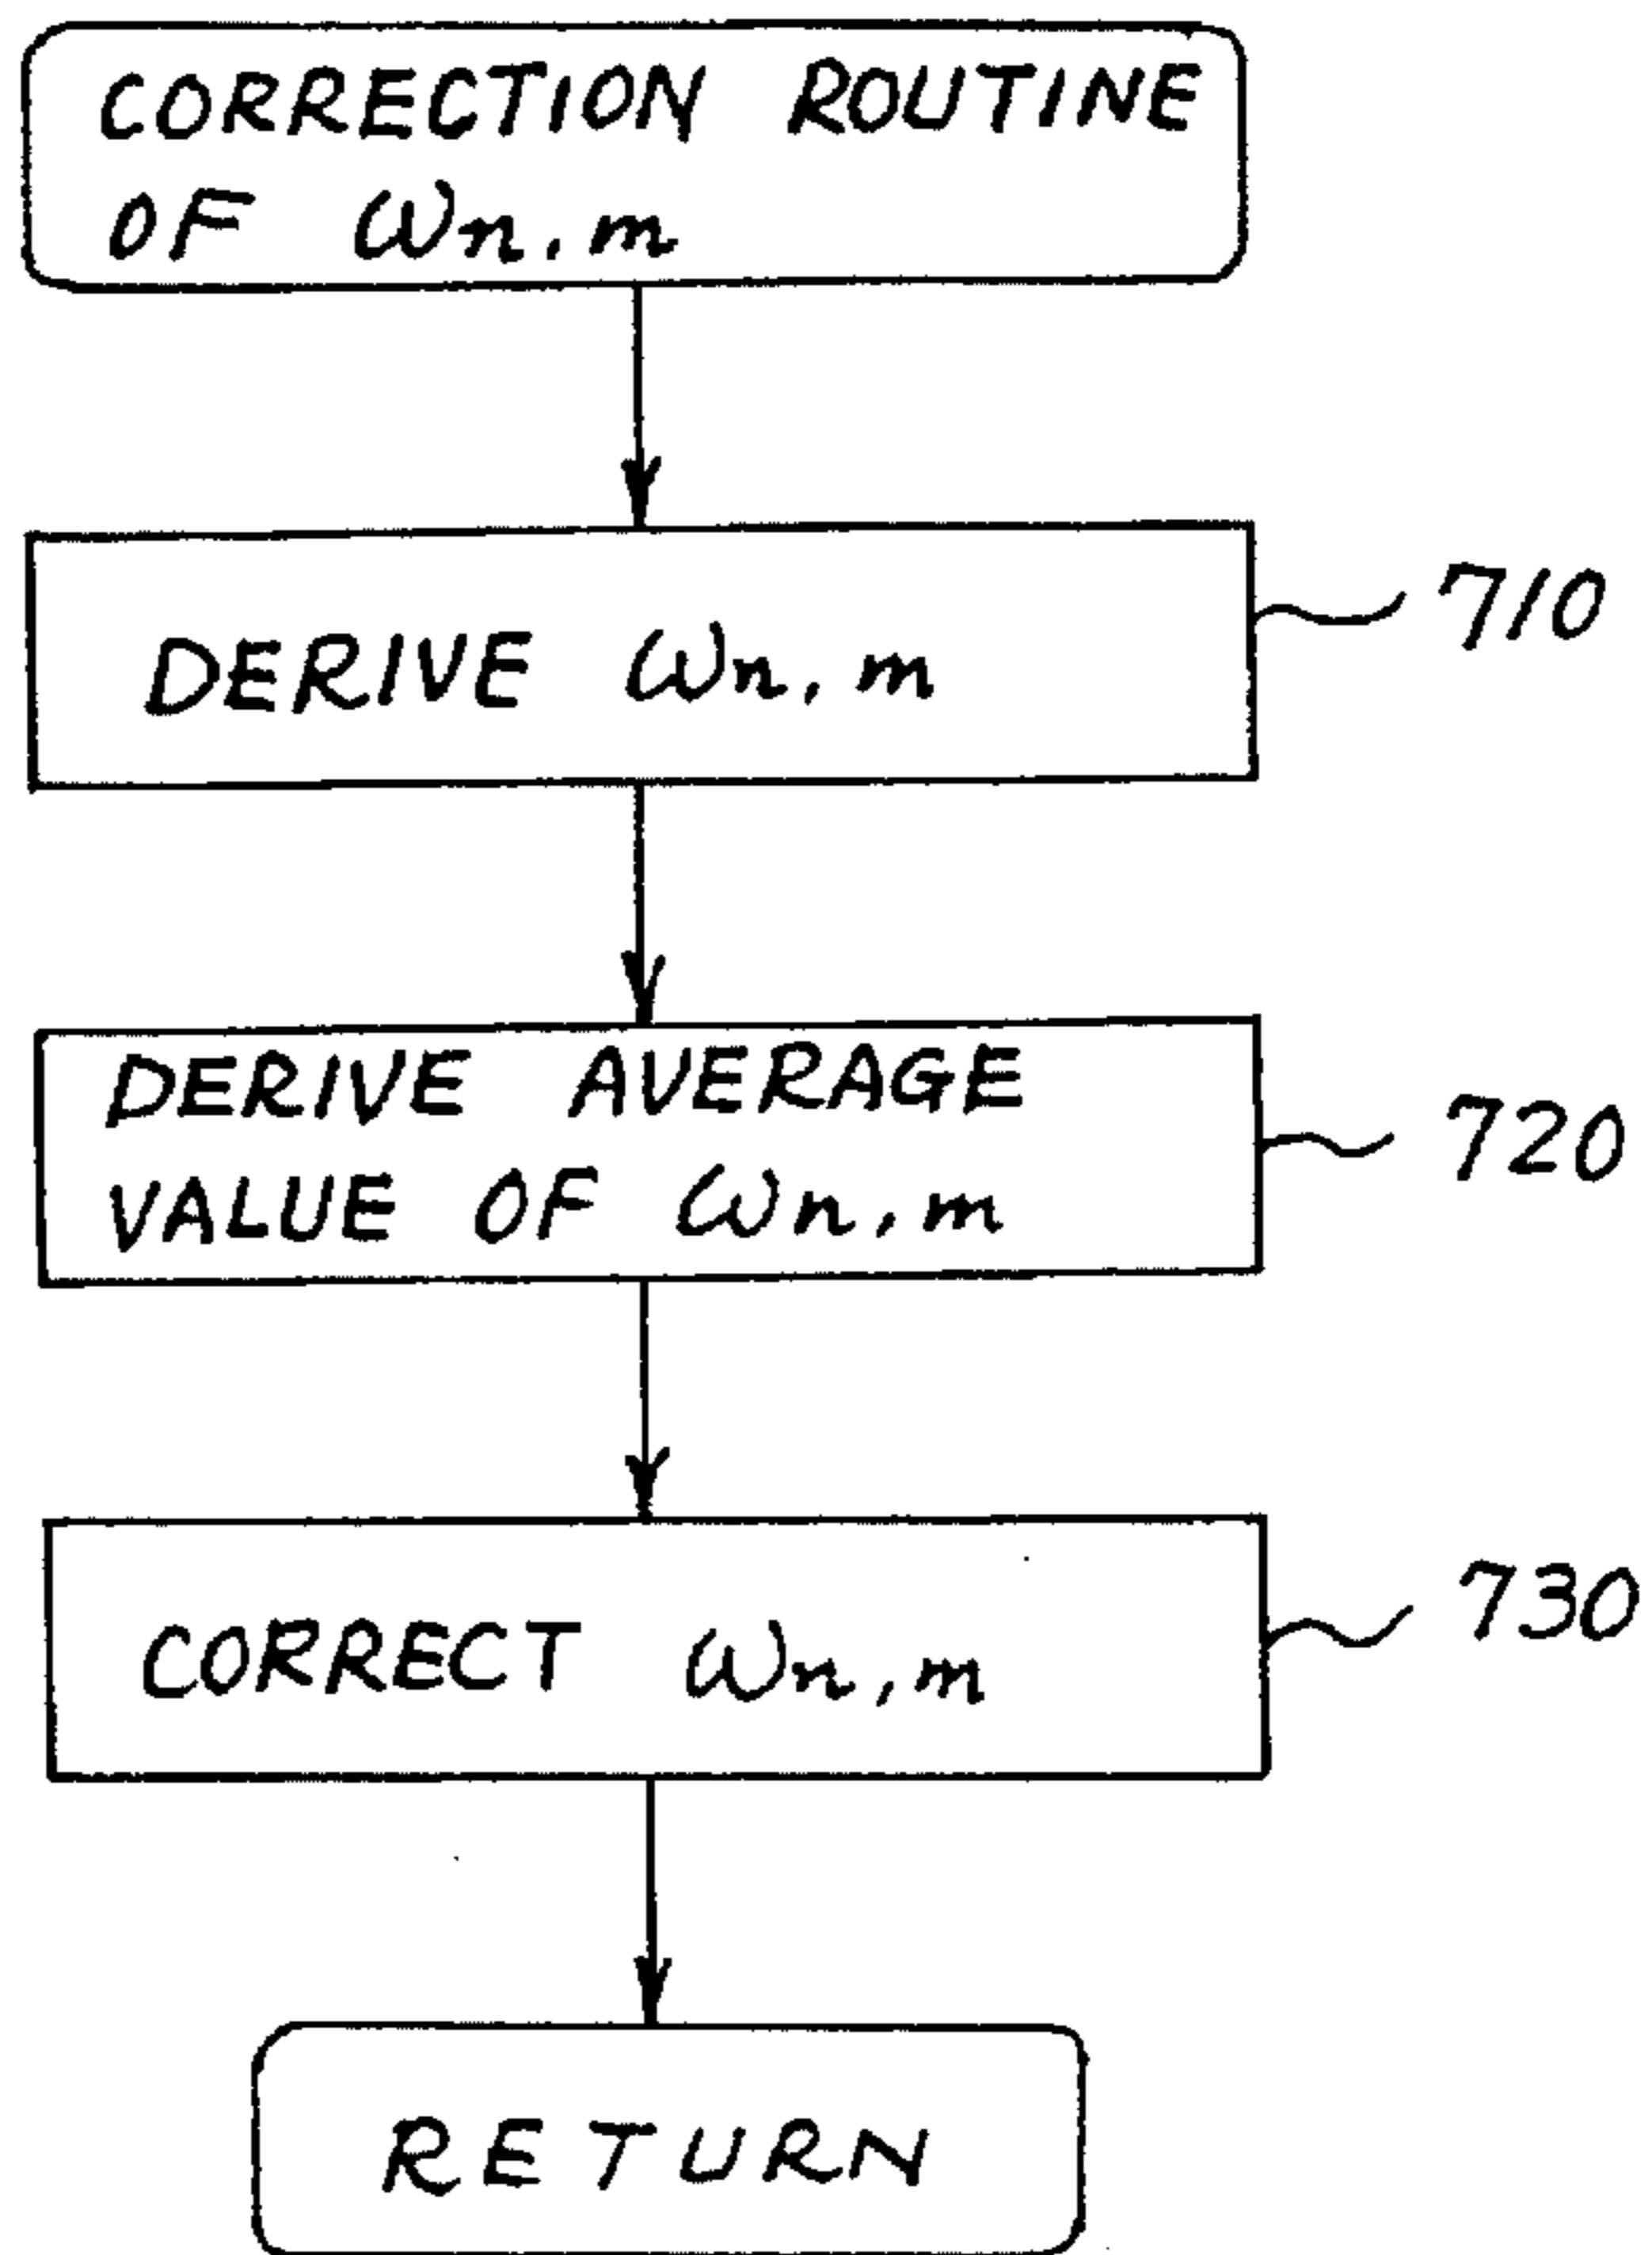 CORRECTION ROUTINE
OF ωn,m
DERIVE ωn,m
710
DERIVE AVERAGE
VALUE OF ωn,m
720
CORRECT ωn,m
730
RETURN